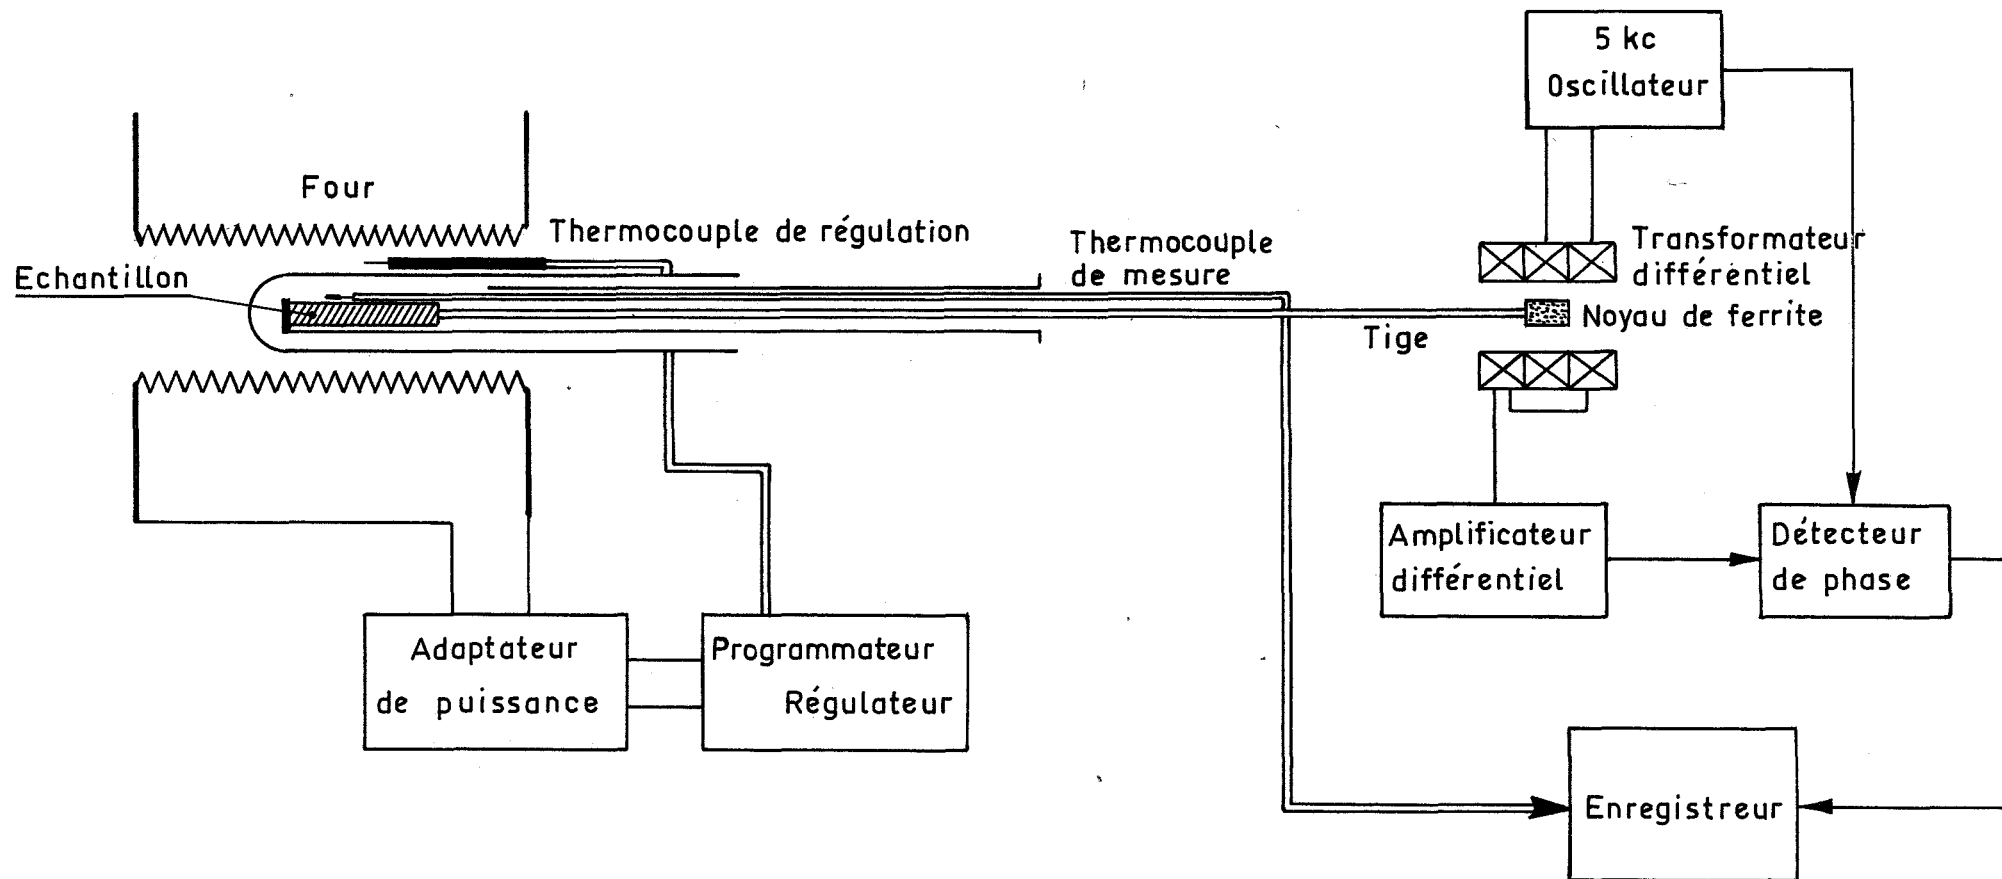 5 kc
Oscillateur
Four
Thermocouple de régulation
Thermocouple
de mesure
Transformateur
différentiel
Echantillon
Noyau de ferrite
Tige
Amplificateur
différentiel
Détecteur
de phase
Adaptateur
de puissance
Programmateur
Régulateur
Enregistreur